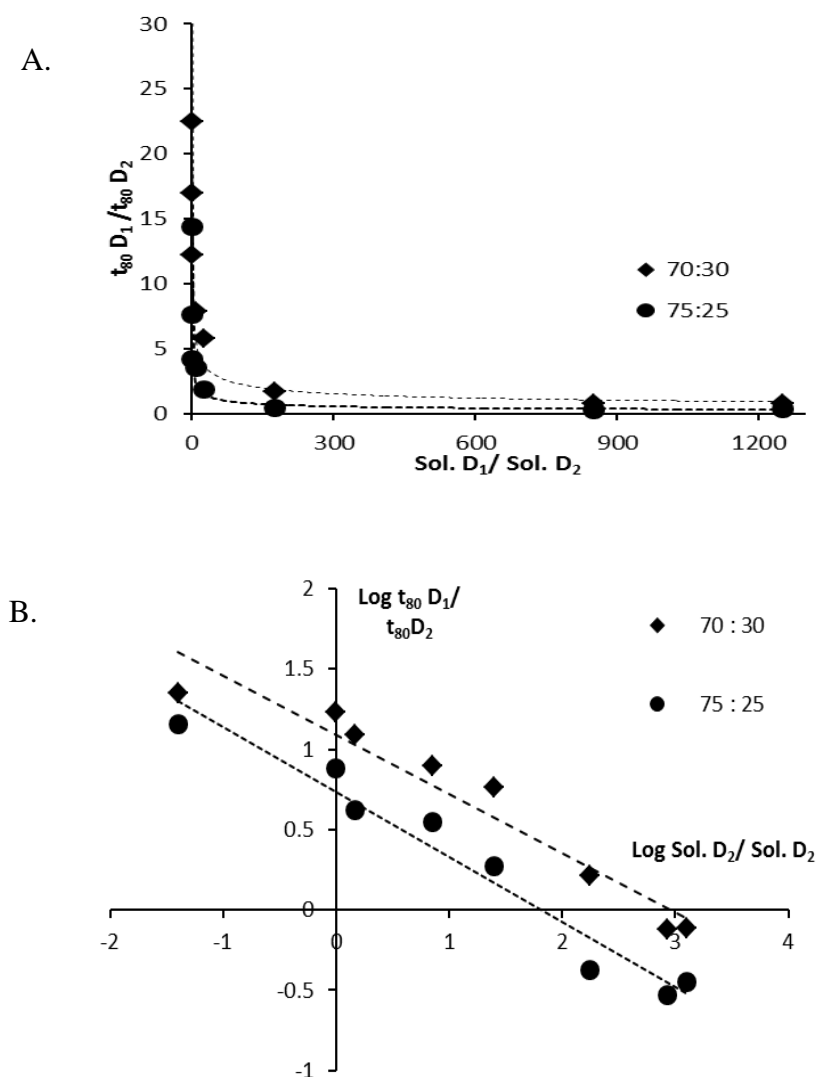 A.
30
25
20
15
10
5
0
t₈₀ D₁ /t₈₀ D₂
70:30
75:25
0 300 600 900 1200
Sol. D₁/ Sol. D₂
B.
2
1.5
1
0.5
0
-0.5
-1
Log t₈₀ D₁/
t₈₀D₂
70 : 30
75 : 25
Log Sol. D₂/ Sol. D₂
-2 -1 0 1 2 3 4